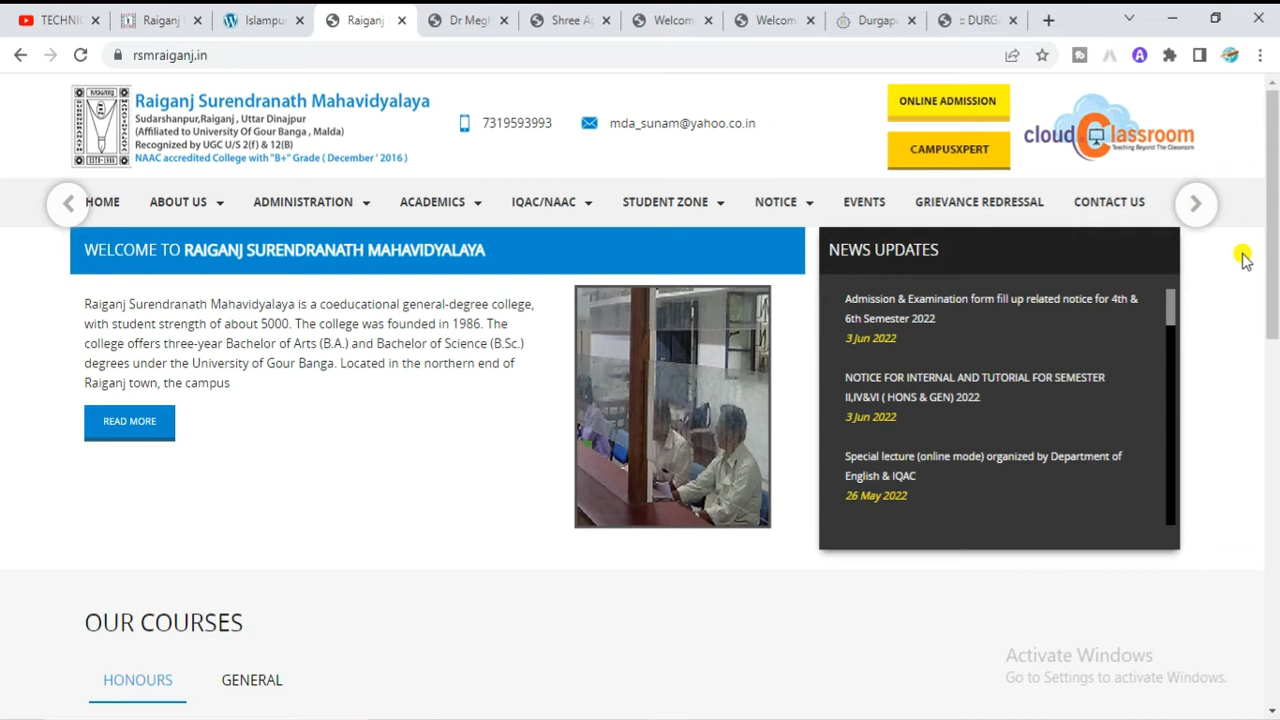 TECHNIC
Raiganj
Islampu
Raiganj
Dr Megh
Shree A
Welcom
Welcom
Durgapu
:: DURG
rsmraiganj.in
Raiganj Surendranath Mahavidyalaya
Sudarshanpur,Raiganj , Uttar Dinajpur
(Affiliated to University Of Gour Banga , Malda)
Recognized by UGC U/S 2(f) & 12(B)
NAAC accredited College with "B+" Grade ( December ' 2016 )
7319593993
mda_sunam@yahoo.co.in
ONLINE ADMISSION
CAMPUSXPERT
cloud Classroom
Teaching Beyond The Classroom
HOME
ABOUT US
ADMINISTRATION
ACADEMICS
IQAC/NAAC
STUDENT ZONE
NOTICE
EVENTS
GRIEVANCE REDRESSAL
CONTACT US
WELCOME TO RAIGANJ SURENDRANATH MAHAVIDYALAYA
Raiganj Surendranath Mahavidyalaya is a coeducational general-degree college,
with student strength of about 5000. The college was founded in 1986. The
college offers three-year Bachelor of Arts (B.A.) and Bachelor of Science (B.Sc.)
degrees under the University of Gour Banga. Located in the northern end of
Raiganj town, the campus
READ MORE
NEWS UPDATES
Admission & Examination form fill up related notice for 4th &
6th Semester 2022
3 Jun 2022
NOTICE FOR INTERNAL AND TUTORIAL FOR SEMESTER
II,IV&VI ( HONS & GEN) 2022
3 Jun 2022
Special lecture (online mode) organized by Department of
English & IQAC
26 May 2022
OUR COURSES
HONOURS
GENERAL
Activate Windows
Go to Settings to activate Windows.